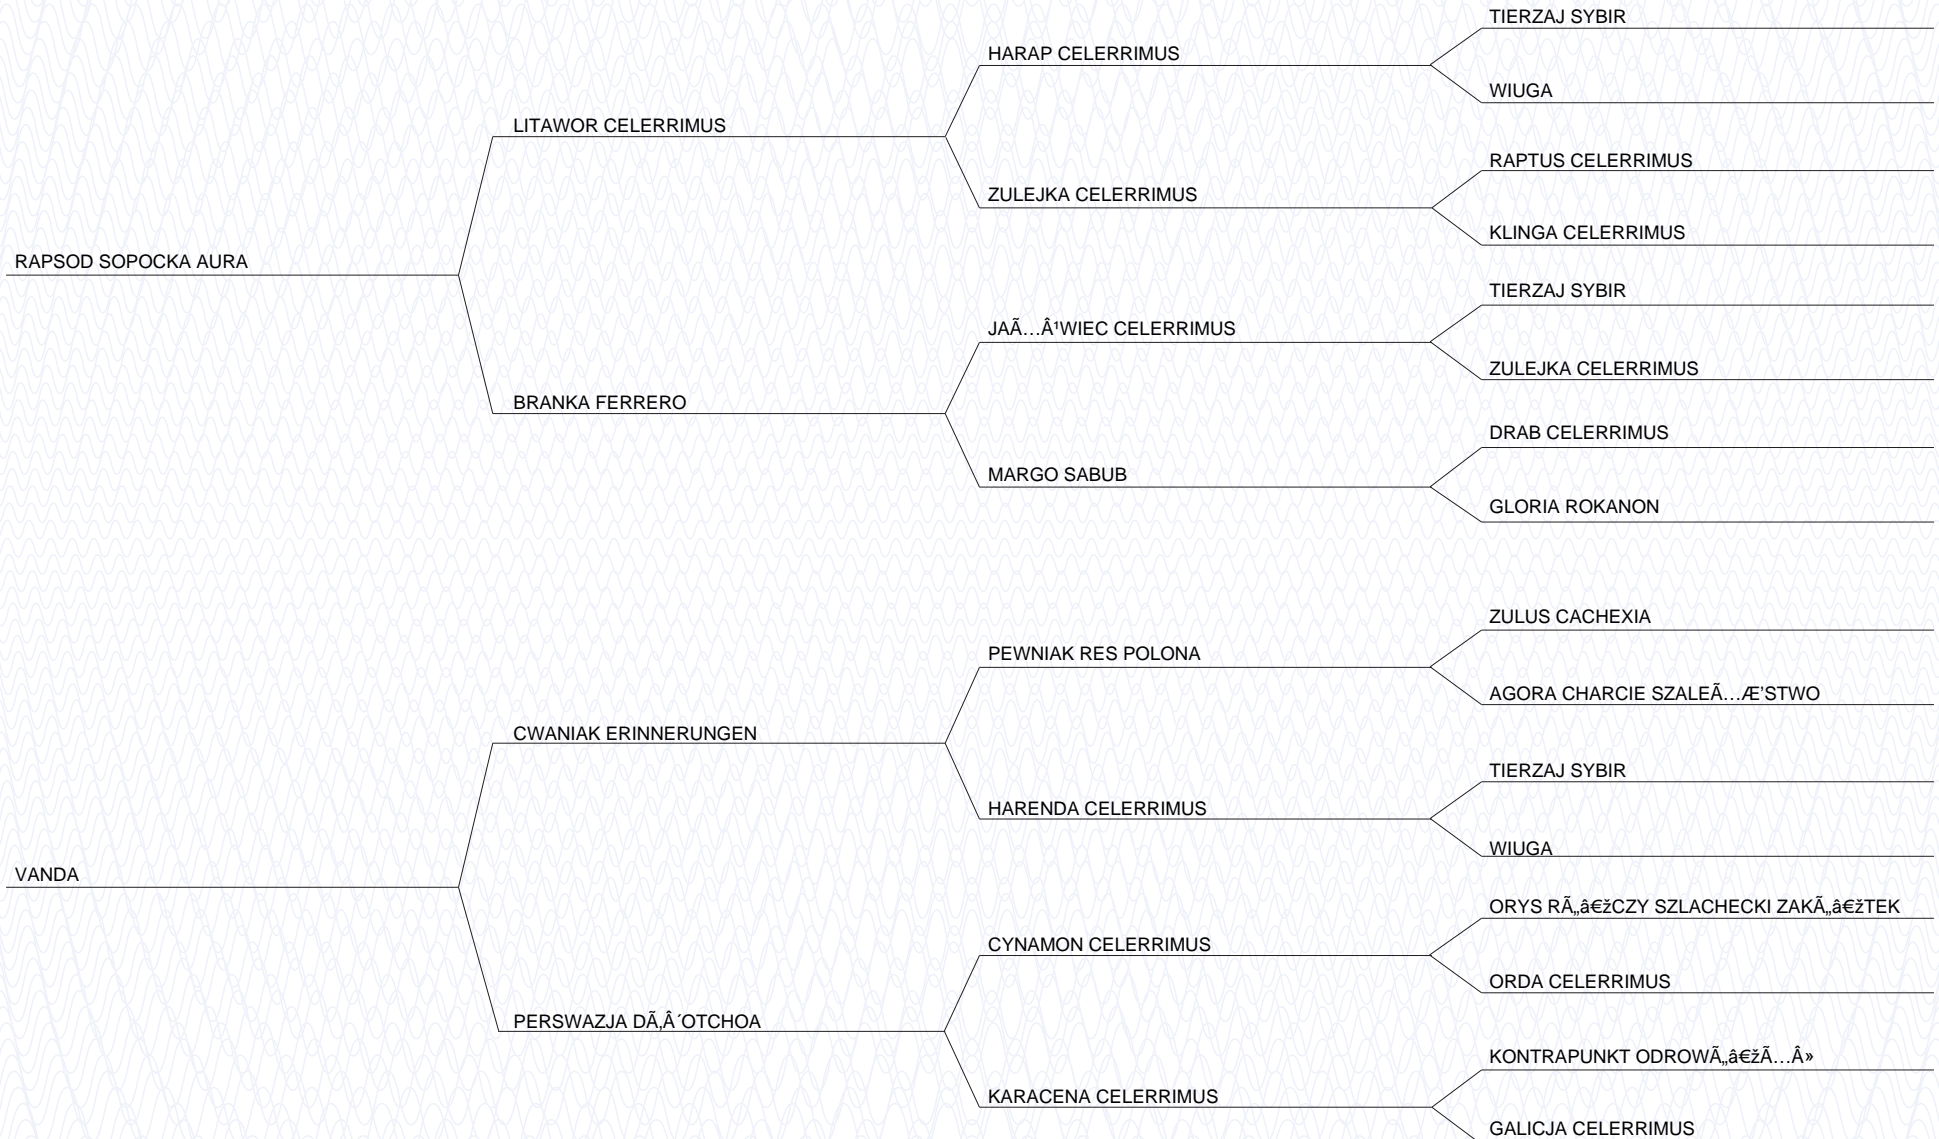 TIERZAJ SYBIR
HARAP CELERRIMUS
WIUGA
LITAWOR CELERRIMUS
RAPTUS CELERRIMUS
ZULEJKA CELERRIMUS
KLINGA CELERRIMUS
RAPSOD SOPOCKA AURA
TIERZAJ SYBIR
JAÃ…Â¹WIEC CELERRIMUS
ZULEJKA CELERRIMUS
BRANKA FERRERO
DRAB CELERRIMUS
MARGO SABUB
GLORIA ROKANON
ZULUS CACHEXIA
PEWNIAK RES POLONA
AGORA CHARCIE SZALEÃ…Æ’STWO
CWANIAK ERINNERUNGEN
TIERZAJ SYBIR
HARENDA CELERRIMUS
WIUGA
VANDA
ORYS RÃ„â€žCZY SZLACHECKI ZAKÃ„â€žTEK
CYNAMON CELERRIMUS
ORDA CELERRIMUS
PERSWAZJA DÃ‚Â´OTCHOA
KONTRAPUNKT ODROWÃ„â€žÃ…Â»
KARACENA CELERRIMUS
GALICJA CELERRIMUS